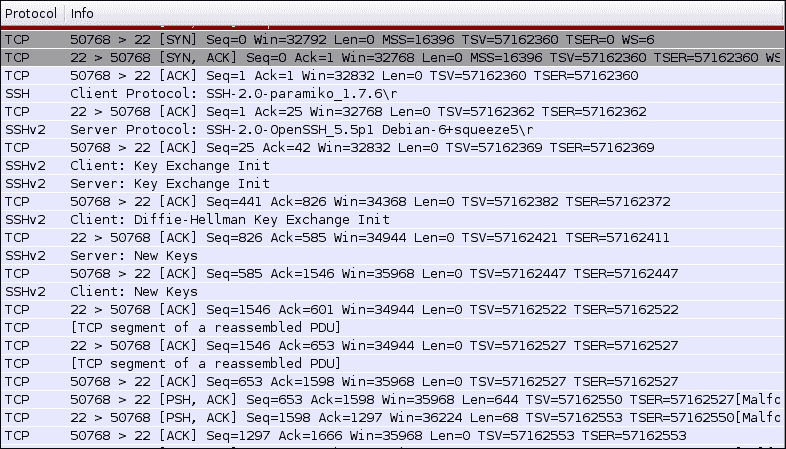 Protocol Info
TCP 50768 > 22 [SYN] Seq=0 Win=32792 Len=0 MSS=16396 TSV=57162360 TSER=0 WS=6
TCP 22 > 50768 [SYN, ACK] Seq=0 Ack=1 Win=32768 Len=0 MSS=16396 TSV=57162360 TSER=57162360 WS
TCP 50768 > 22 [ACK] Seq=1 Ack=1 Win=32832 Len=0 TSV=57162360 TSER=57162360
SSH Client Protocol: SSH-2.0-paramiko_1.7.6\r
TCP 22 > 50768 [ACK] Seq=1 Ack=25 Win=32768 Len=0 TSV=57162362 TSER=57162362
SSHv2 Server Protocol: SSH-2.0-OpenSSH_5.5p1 Debian-6+squeeze5\r
TCP 50768 > 22 [ACK] Seq=25 Ack=42 Win=32832 Len=0 TSV=57162369 TSER=57162369
SSHv2 Client: Key Exchange Init
SSHv2 Server: Key Exchange Init
TCP 50768 > 22 [ACK] Seq=441 Ack=826 Win=34368 Len=0 TSV=57162382 TSER=57162372
SSHv2 Client: Diffie-Hellman Key Exchange Init
TCP 22 > 50768 [ACK] Seq=826 Ack=585 Win=34944 Len=0 TSV=57162421 TSER=57162411
SSHv2 Server: New Keys
TCP 50768 > 22 [ACK] Seq=585 Ack=1546 Win=35968 Len=0 TSV=57162447 TSER=57162447
SSHv2 Client: New Keys
TCP 22 > 50768 [ACK] Seq=1546 Ack=601 Win=34944 Len=0 TSV=57162522 TSER=57162522
TCP [TCP segment of a reassembled PDU]
TCP 22 > 50768 [ACK] Seq=1546 Ack=653 Win=34944 Len=0 TSV=57162527 TSER=57162527
TCP [TCP segment of a reassembled PDU]
TCP 50768 > 22 [ACK] Seq=653 Ack=1598 Win=35968 Len=0 TSV=57162527 TSER=57162527
TCP 50768 > 22 [PSH, ACK] Seq=653 Ack=1598 Win=35968 Len=644 TSV=57162550 TSER=57162527[Malfo
TCP 22 > 50768 [PSH, ACK] Seq=1598 Ack=1297 Win=36224 Len=68 TSV=57162553 TSER=57162550[Malfo
TCP 50768 > 22 [ACK] Seq=1297 Ack=1666 Win=35968 Len=0 TSV=57162553 TSER=57162553